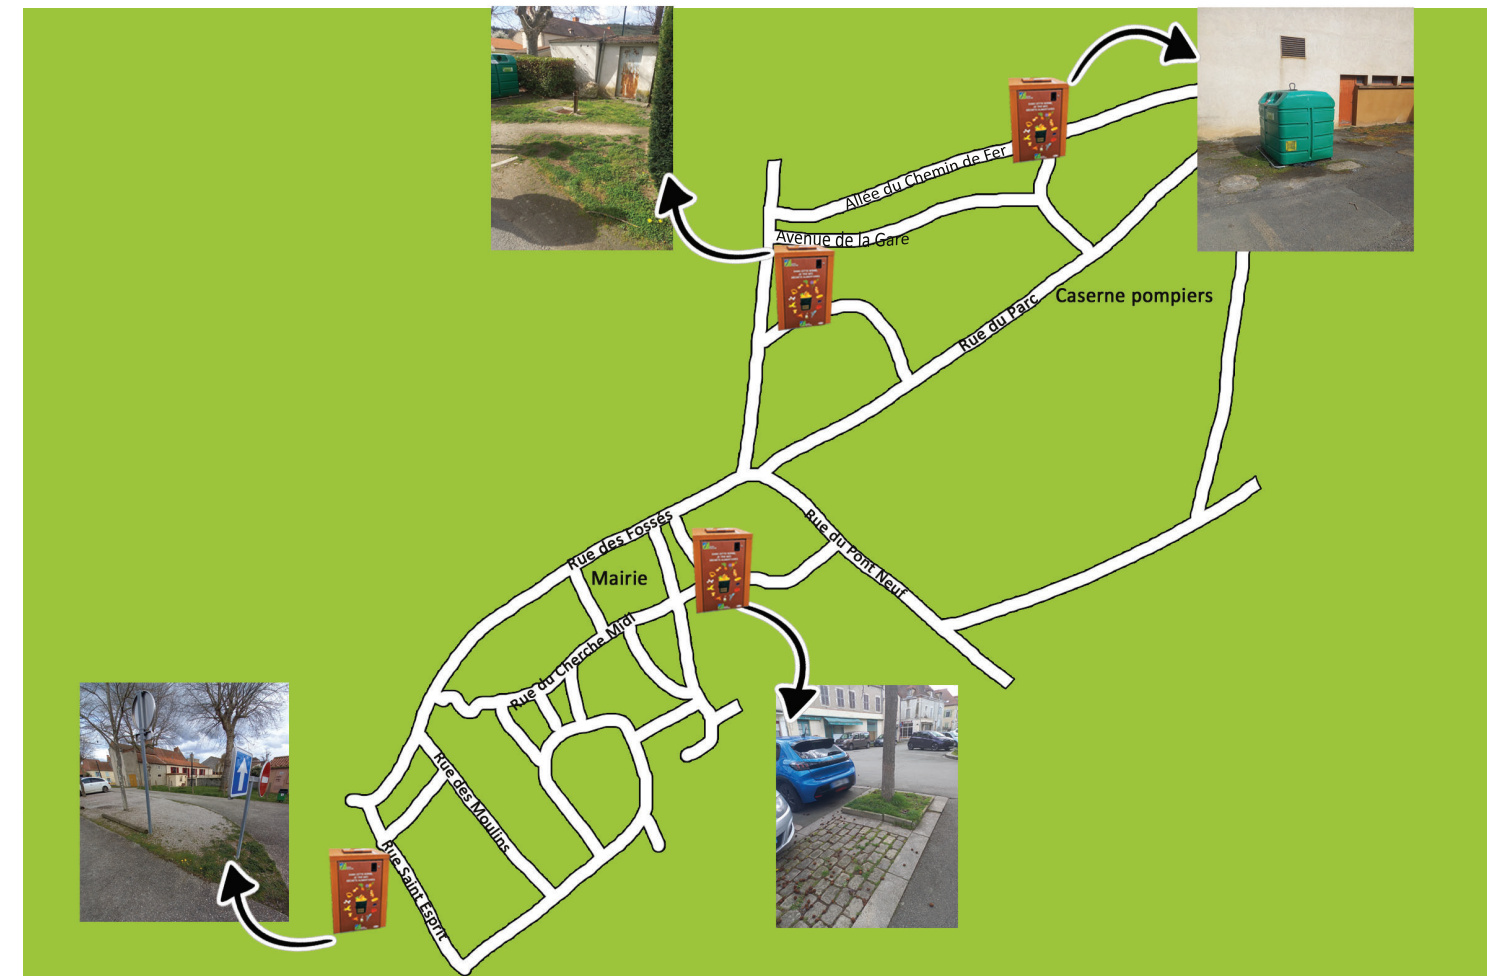 Allée du Chemin de Fer
Avenue de la Gare
Caserne pompiers
Rue du Parc
Rue des Fossés
Rue du Pont Neuf
Mairie
Rue du Cherche Midi
Rue des Moulins
Rue Saint Esprit